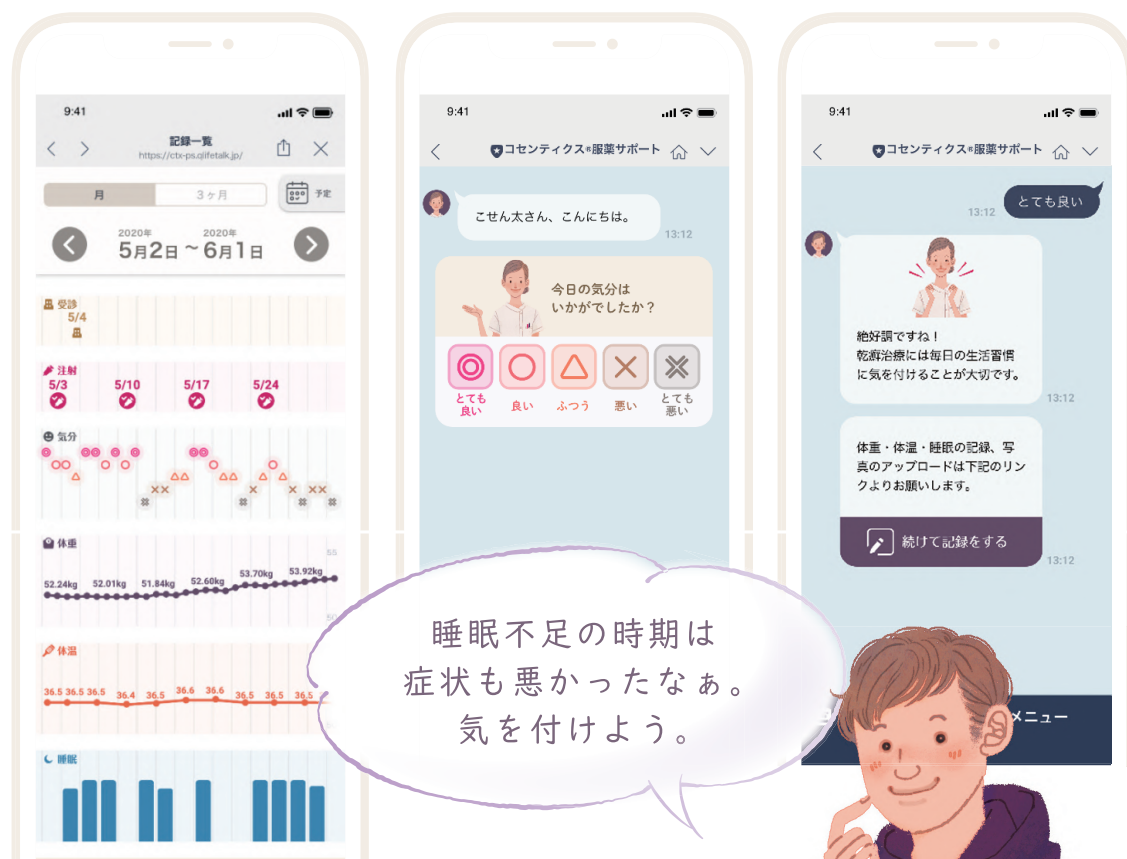 9:41
記録一覧
https://ctx-ps.qlifetalk.jp/
月
3ヶ月
予定
2020年
2020年
5月2日 ~ 6月1日
受診
5/4
注射
5/3
5/10
5/17
5/24
気分
体重
55
52.24kg
52.01kg
51.84kg
52.60kg
53.70kg
53.92kg
50
体温
36.5 36.5 36.5
36.4
36.5
36.6
36.6
36.5
36.5
36.5
睡眠
9:41
コセンティクス®服薬サポート
こせん太さん、こんにちは。
13:12
今日の気分は
いかがでしたか？
とても
良い
良い
ふつう
悪い
とても
悪い
9:41
コセンティクス®服薬サポート
とても良い
13:12
絶好調ですね！
乾癬治療には毎日の生活習慣
に気を付けることが大切です。
13:12
体重・体温・睡眠の記録、写
真のアップロードは下記のリン
クよりお願いします。
続けて記録をする
13:12
メニュー
睡眠不足の時期は
症状も悪かったなぁ。
気を付けよう。